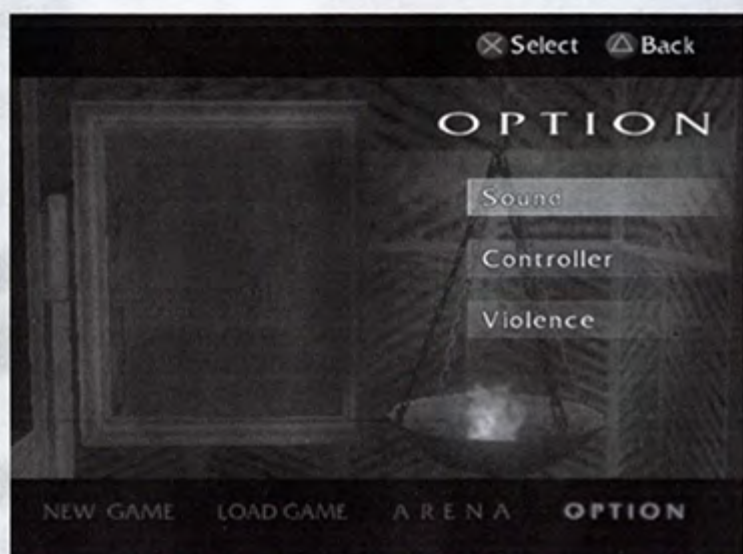 Select Back
OPTION
Sound
Controller
Violence
NEW GAME LOAD GAME ARENA OPTION